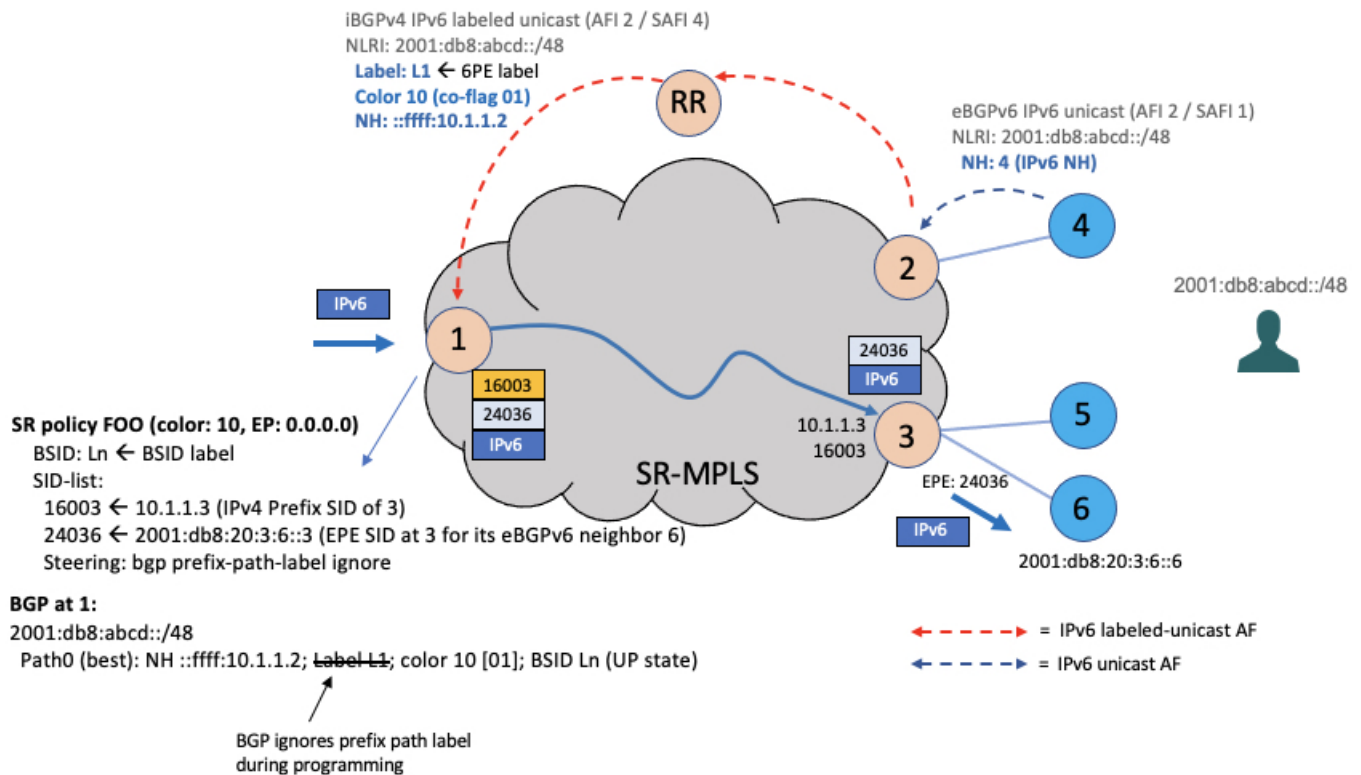 iBGPv4 IPv6 labeled unicast (AFI 2 / SAFI 4)
NLRI: 2001:db8:abcd::/48
Label: L1 ← 6PE label
Color 10 (co-flag 01)
NH: ::ffff:10.1.1.2
RR
eBGPv6 IPv6 unicast (AFI 2 / SAFI 1)
NLRI: 2001:db8:abcd::/48
NH: 4 (IPv6 NH)
4
2
2001:db8:abcd::/48
IPv6
1
16003
24036
IPv6
24036
IPv6
10.1.1.3
16003
3
5
6
SR-MPLS
EPE: 24036
IPv6
2001:db8:20:3:6::6
SR policy FOO (color: 10, EP: 0.0.0.0)
BSID: Ln ← BSID label
SID-list:
16003 ← 10.1.1.3 (IPv4 Prefix SID of 3)
24036 ← 2001:db8:20:3:6::3 (EPE SID at 3 for its eBGPv6 neighbor 6)
Steering: bgp prefix-path-label ignore
BGP at 1:
2001:db8:abcd::/48
Path0 (best): NH ::ffff:10.1.1.2; Label L1; color 10 [01]; BSID Ln (UP state)
BGP ignores prefix path label
during programming
= IPv6 labeled-unicast AF
= IPv6 unicast AF